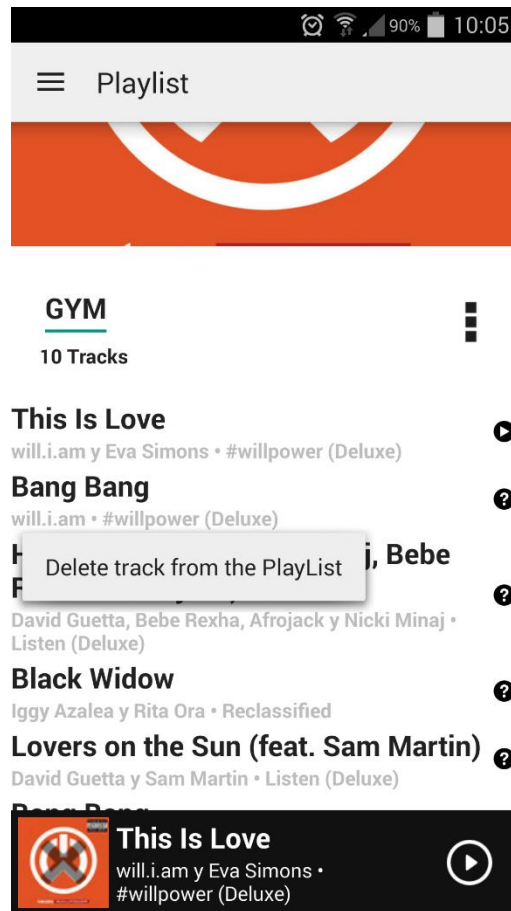 90% 10:05
Playlist
GYM
10 Tracks
This Is Love
will.i.am y Eva Simons • #willpower (Deluxe)
Bang Bang
will.i.am • #willpower (Deluxe)
Delete track from the PlayList
Bebe
David Guetta, Bebe Rexha, Afrojack y Nicki Minaj •
Listen (Deluxe)
Black Widow
Iggy Azalea y Rita Ora • Reclassified
Lovers on the Sun (feat. Sam Martin)
David Guetta y Sam Martin • Listen (Deluxe)
This Is Love
will.i.am y Eva Simons •
#willpower (Deluxe)